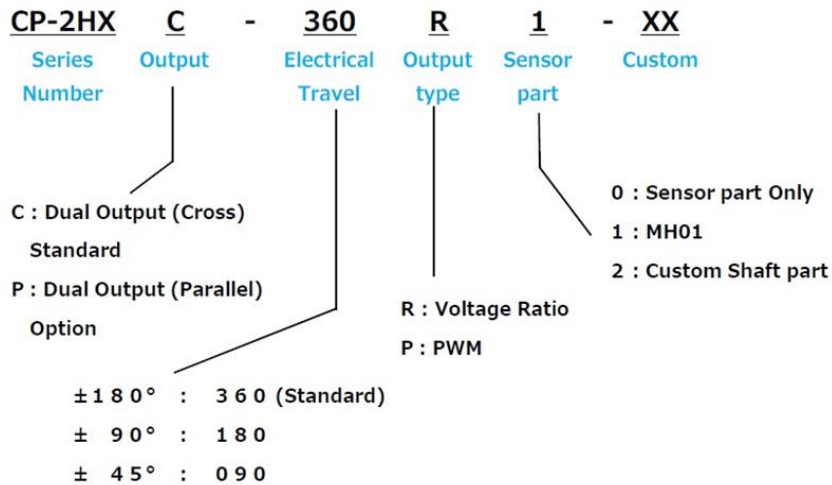 CP-2HX C - 360 R 1 - XX
Series Output Electrical Output Sensor Custom
Number Travel type part
C : Dual Output (Cross)
Standard
P : Dual Output (Parallel)
Option
0 : Sensor part Only
1 : MH01
2 : Custom Shaft part
R : Voltage Ratio
P : PWM
±180° : 360 (Standard)
± 90° : 180
± 45° : 090